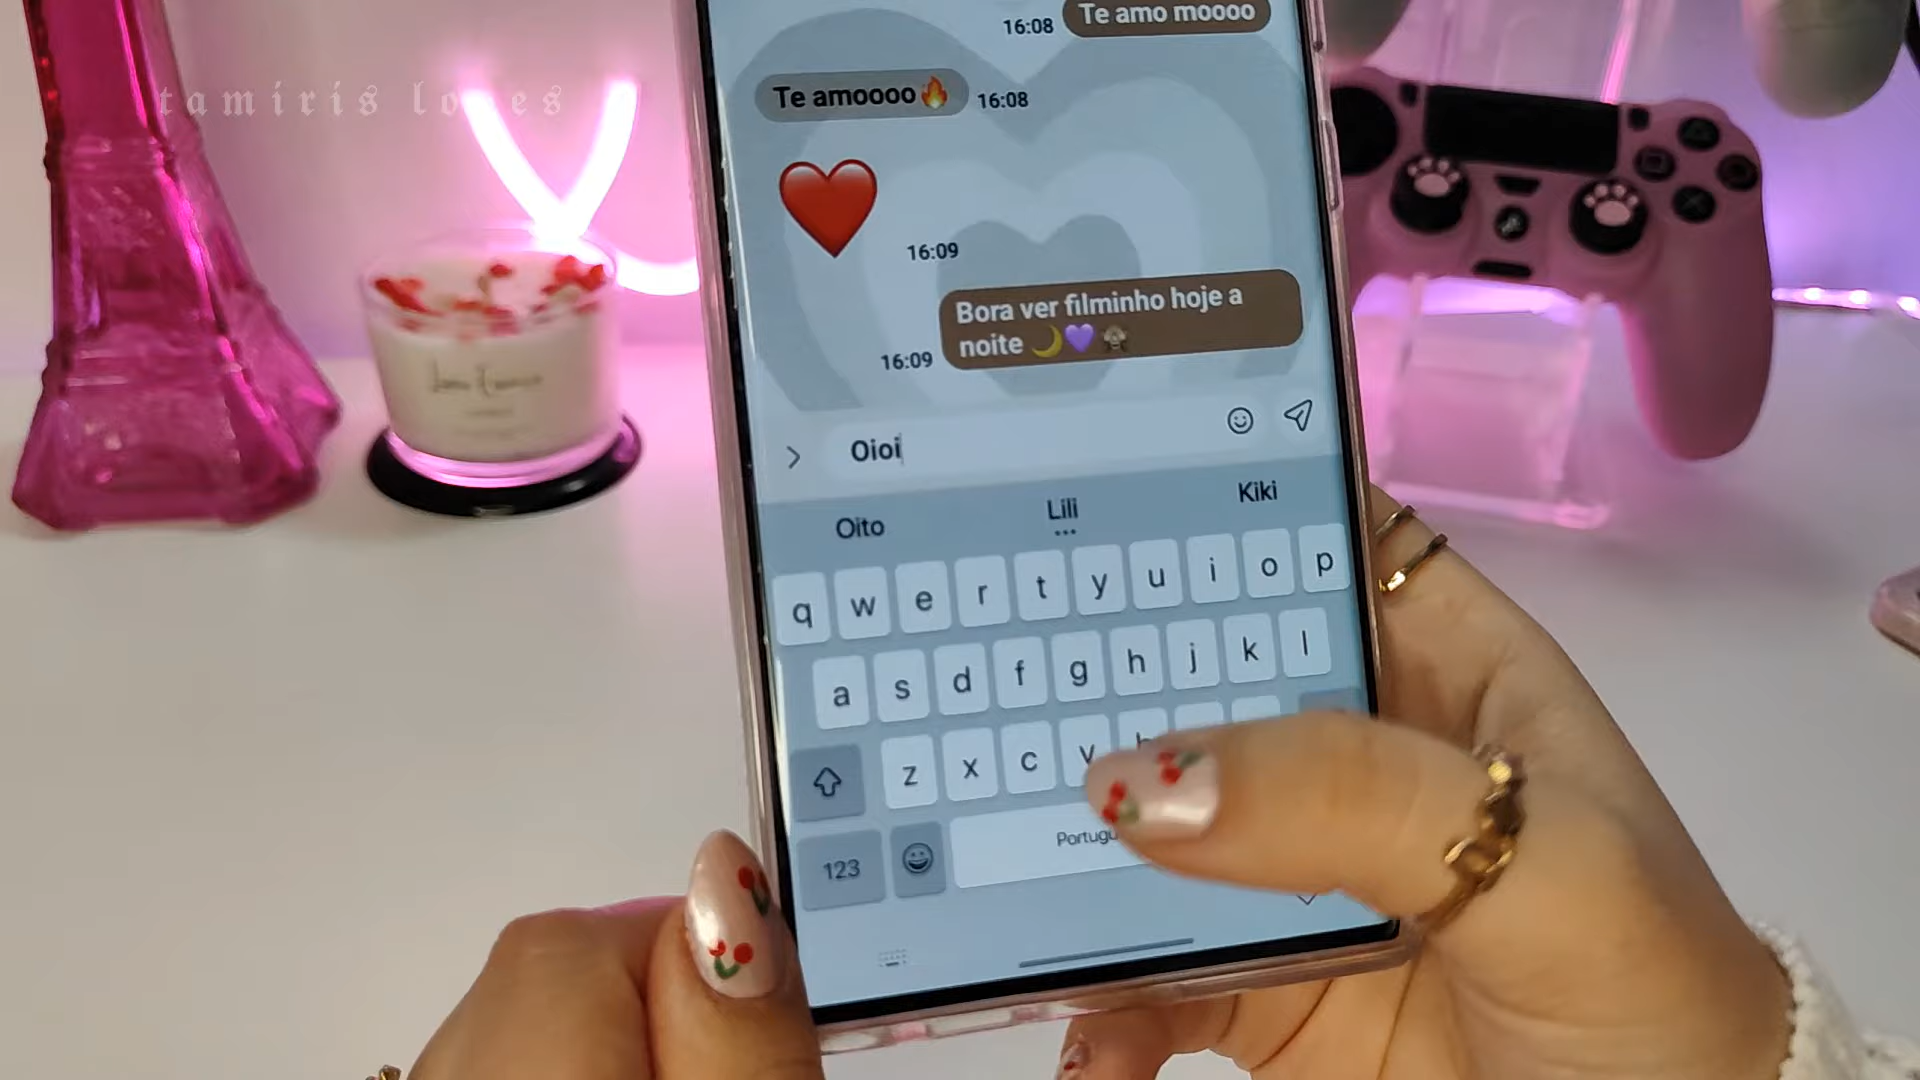 tamiris lopes
16:08 Te amo moooo
Te amoooo🔥 16:08
❤️
16:09
Bora ver filminho hoje a
noite 🌙💜🙊
16:09
Oioi
Oito Lili Kiki
q w e r t y u i o p
a s d f g h j k l
z x c v
123